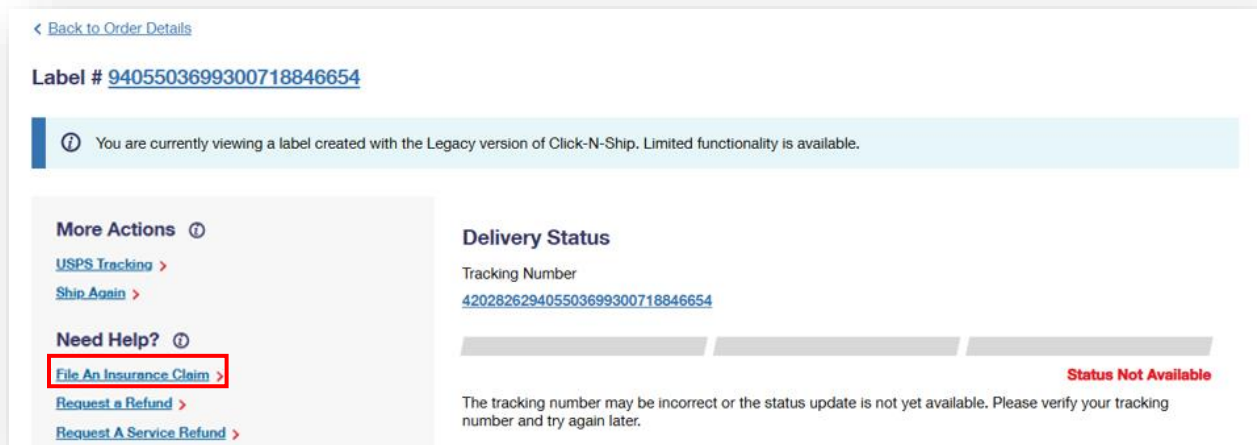 Back to Order Details
Label # 9405503699300718846654
You are currently viewing a label created with the Legacy version of Click-N-Ship. Limited functionality is available.
More Actions
USPS Tracking
Ship Again
Need Help?
File An Insurance Claim
Request a Refund
Request A Service Refund
Delivery Status
Tracking Number
420282629405503699300718846654
Status Not Available
The tracking number may be incorrect or the status update is not yet available. Please verify your tracking
number and try again later.